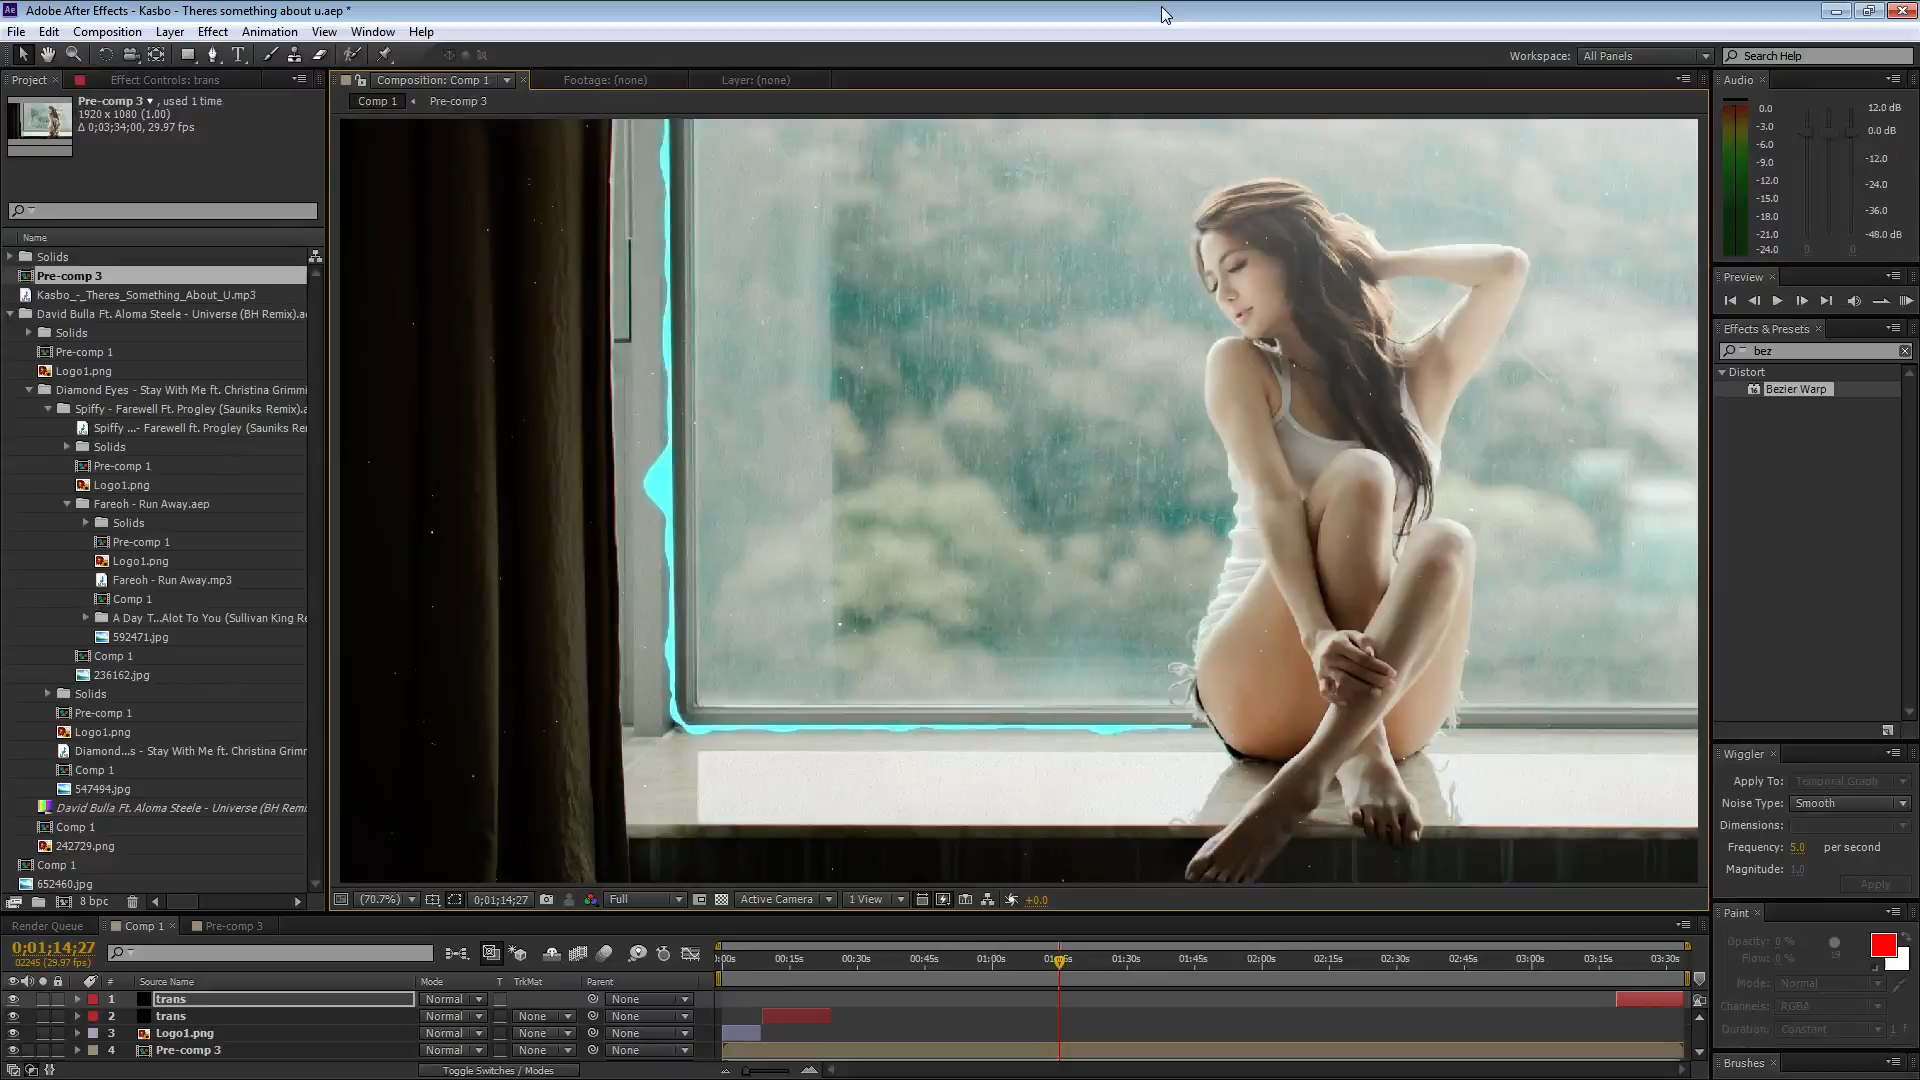 Adobe After Effects - Kasbo - Theres something about u.aep *
File Edit Composition Layer Effect Animation View Window Help
Workspace: All Panels Search Help
Project Effect Controls: trans
Composition: Comp 1 Footage: (none) Layer: (none)
Audio
Comp 1 Pre-comp 3
Pre-comp 3 , used 1 time
1920 x 1080 (1.00)
Δ 0;03;34;00, 29.97 fps
Name
Solids
Pre-comp 3
Kasbo_-_Theres_Something_About_U.mp3
David Bulla Ft. Aloma Steele - Universe (BH Remix).a
Solids
Pre-comp 1
Logo1.png
Diamond Eyes - Stay With Me ft. Christina Grimmi
Spiffy - Farewell Ft. Progley (Sauniks Remix).a
Spiffy ...- Farewell ft. Progley (Sauniks Re
Solids
Pre-comp 1
Logo1.png
Fareoh - Run Away.aep
Solids
Pre-comp 1
Logo1.png
Fareoh - Run Away.mp3
Comp 1
A Day T...Alot To You (Sullivan King Re
592471.jpg
Comp 1
236162.jpg
Solids
Pre-comp 1
Logo1.png
Diamond...s - Stay With Me ft. Christina Grimm
Comp 1
547494.jpg
David Bulla Ft. Aloma Steele - Universe (BH Remi
Comp 1
242729.png
Comp 1
652460.jpg
8 bpc
(70.7%) 0;01;14;27 Full Active Camera 1 View +0.0
0.0
-3.0
-6.0
-9.0
-12.0
-15.0
-18.0
-21.0
-24.0
12.0 dB
0.0 dB
-12.0
-24.0
-36.0
-48.0 dB
0 0
Preview
Effects & Presets
bez
Distort
Bezier Warp
Wiggler
Apply To: Temporal Graph
Noise Type: Smooth
Dimensions:
Frequency: 5.0 per second
Magnitude: 1.0
Apply
Paint
Opacity: 0 %
Flow: 0 %
19
Mode: Normal
Channels: RGBA
Duration: Constant 1 f
Brushes
Render Queue Comp 1 Pre-comp 3
0;01;14;27
02245 (29.97 fps)
:00s 00:15s 00:30s 00:45s 01:00s 01:15s 01:30s 01:45s 02:00s 02:15s 02:30s 02:45s 03:00s 03:15s 03:30s
# Source Name Mode T TrkMat Parent
1 trans Normal None
2 trans Normal None None
3 Logo1.png Normal None None
4 Pre-comp 3 Normal None None
Toggle Switches / Modes